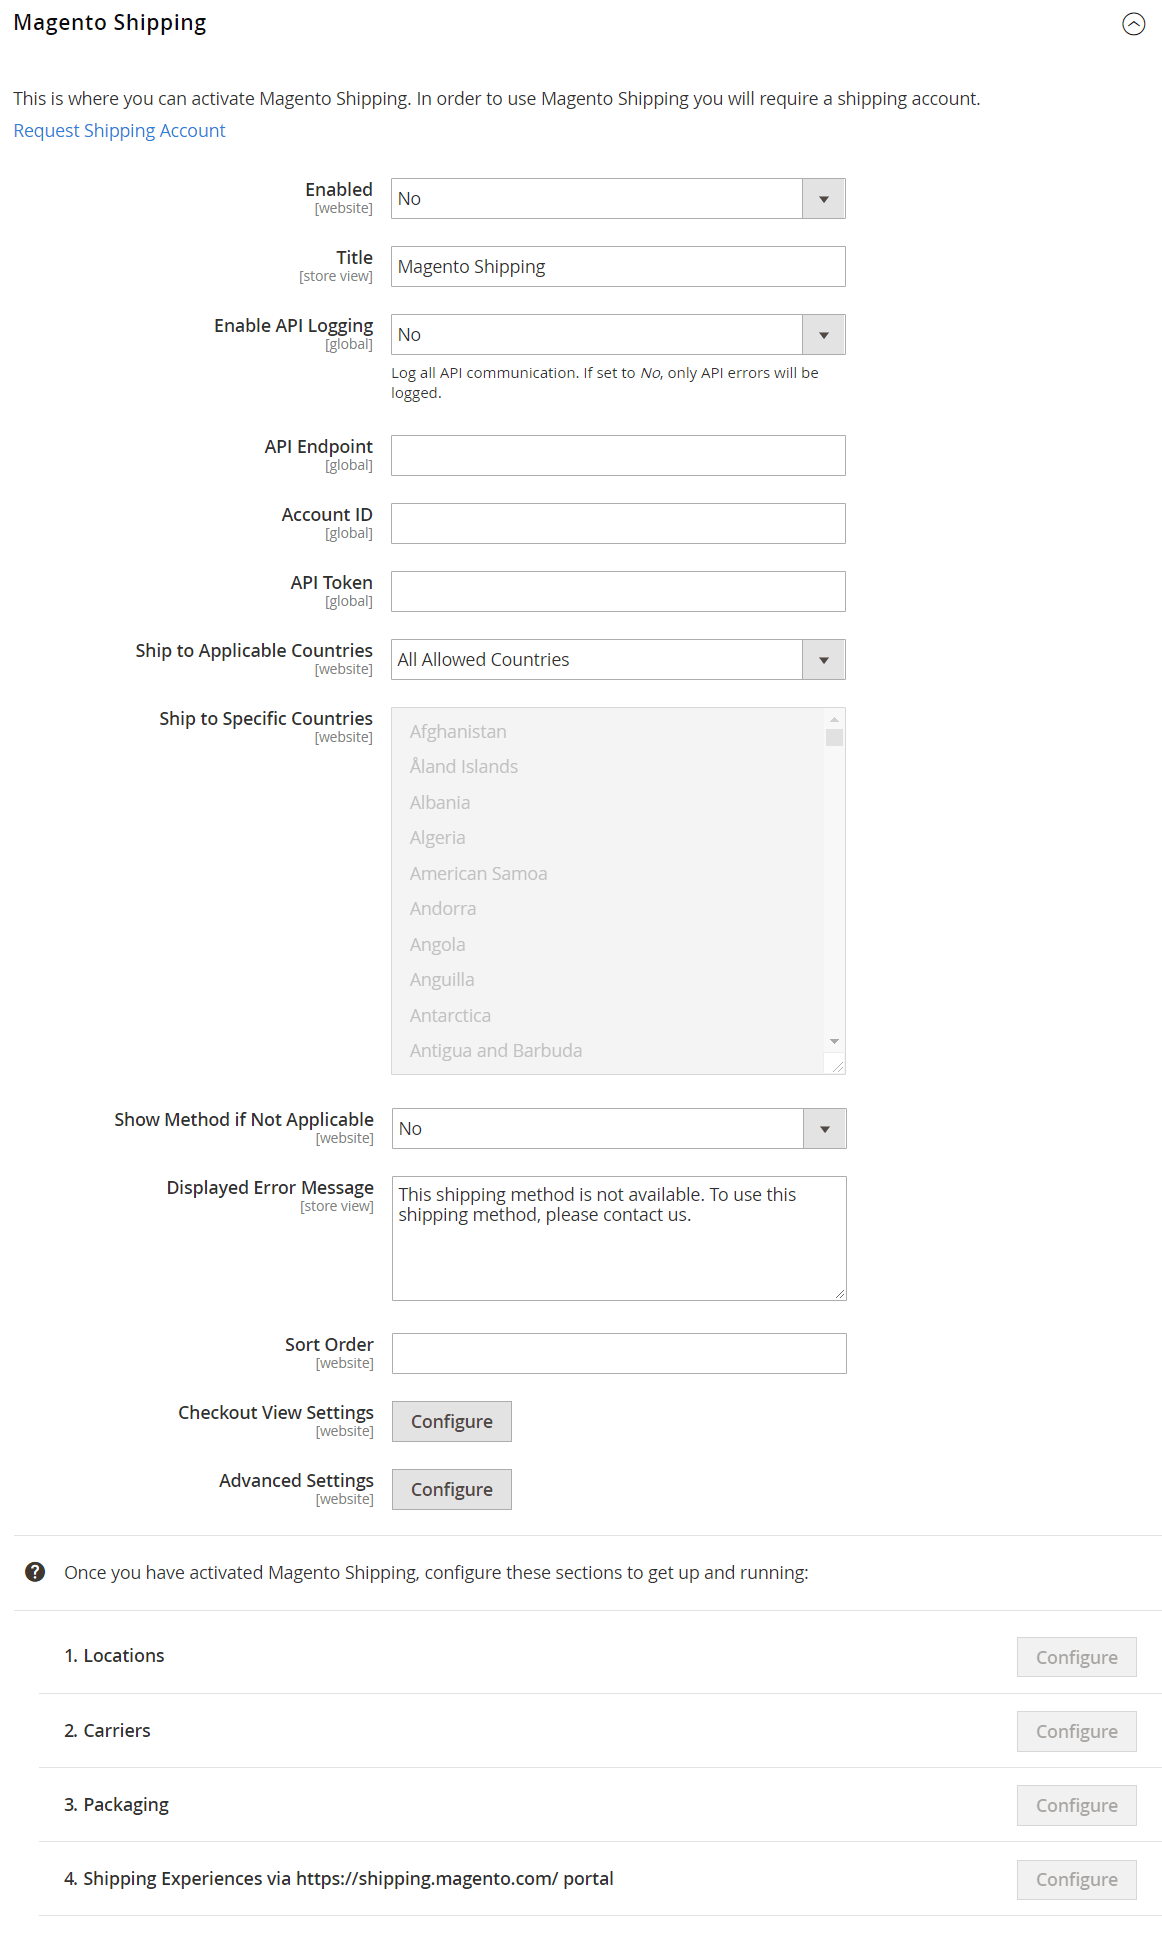 Magento Shipping
This is where you can activate Magento Shipping. In order to use Magento Shipping you will require a shipping account.
Request Shipping Account
Enabled
[website]
No
Title
[store view]
Magento Shipping
Enable API Logging
[global]
No
Log all API communication. If set to No, only API errors will be
logged.
API Endpoint
[global]
Account ID
[global]
API Token
[global]
Ship to Applicable Countries
[website]
All Allowed Countries
Ship to Specific Countries
[website]
Afghanistan
Åland Islands
Albania
Algeria
American Samoa
Andorra
Angola
Anguilla
Antarctica
Antigua and Barbuda
Show Method if Not Applicable
[website]
No
Displayed Error Message
[store view]
This shipping method is not available. To use this
shipping method, please contact us.
Sort Order
[website]
Checkout View Settings
[website]
Configure
Advanced Settings
[website]
Configure
? Once you have activated Magento Shipping, configure these sections to get up and running:
1. Locations
Configure
2. Carriers
Configure
3. Packaging
Configure
4. Shipping Experiences via https://shipping.magento.com/ portal
Configure